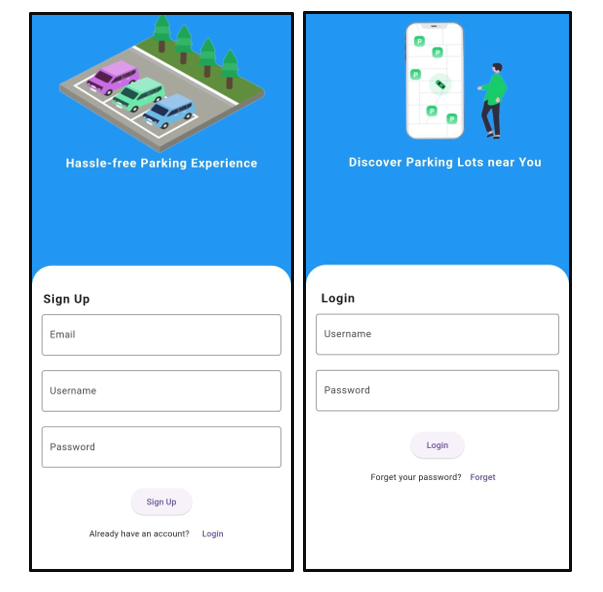 Hassle-free Parking Experience
Sign Up
Email
Username
Password
Sign Up
Already have an account? Login
P
P
P
P
P
Discover Parking Lots near You
Login
Username
Password
Login
Forget your password? Forget